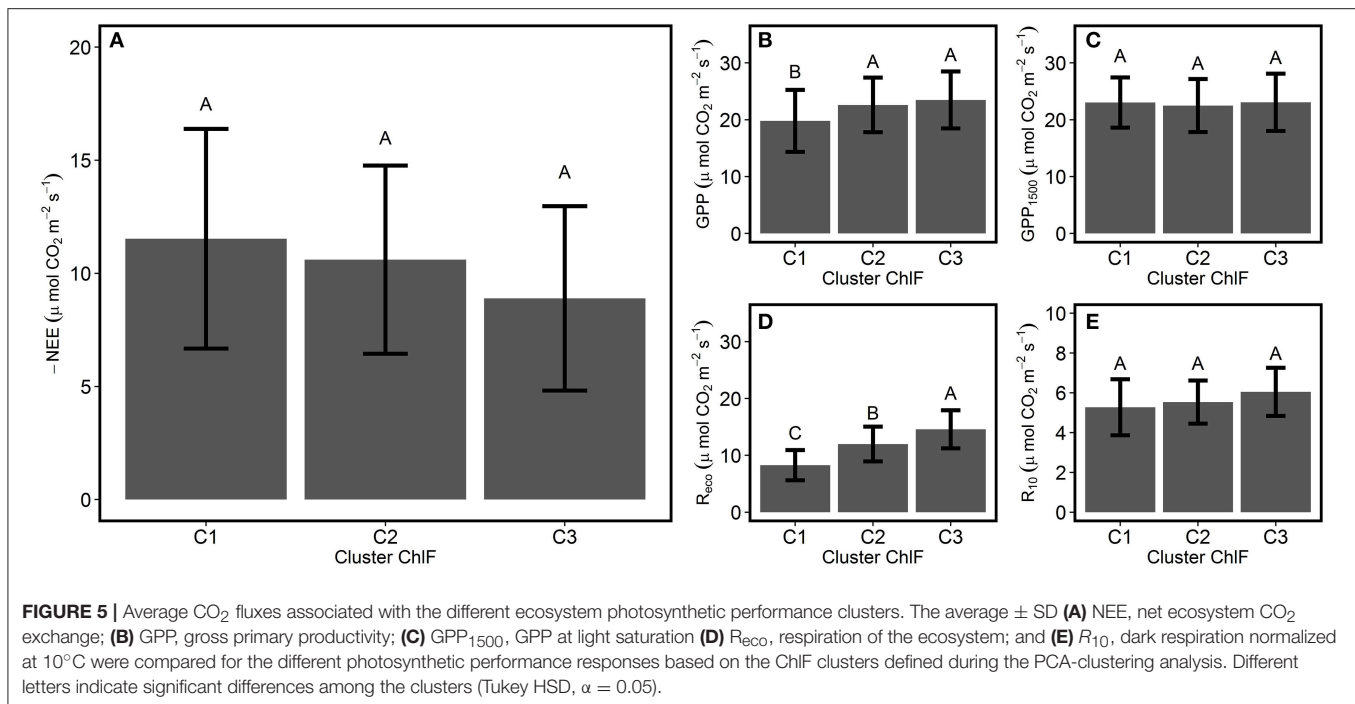 A
20
15
10
5
0
−NEE (μ mol CO₂ m⁻² s⁻¹)
A
A
A
C1 C2 C3
Cluster ChlF
B
30
20
10
0
GPP (μ mol CO₂ m⁻² s⁻¹)
B
A
A
C1 C2 C3
Cluster ChlF
C
30
20
10
0
GPP₁₅₀₀ (μ mol CO₂ m⁻² s⁻¹)
A
A
A
C1 C2 C3
Cluster ChlF
D
30
20
10
0
Rₑ𝒸ₒ (μ mol CO₂ m⁻² s⁻¹)
C
B
A
C1 C2 C3
Cluster ChlF
E
10
8
6
4
2
0
R₁₀ (μ mol CO₂ m⁻² s⁻¹)
A
A
A
C1 C2 C3
Cluster ChlF
FIGURE 5 | Average CO₂ fluxes associated with the different ecosystem photosynthetic performance clusters. The average ± SD (A) NEE, net ecosystem CO₂
exchange; (B) GPP, gross primary productivity; (C) GPP₁₅₀₀, GPP at light saturation (D) Reco, respiration of the ecosystem; and (E) R₁₀, dark respiration normalized
at 10°C were compared for the different photosynthetic performance responses based on the ChlF clusters defined during the PCA-clustering analysis. Different
letters indicate significant differences among the clusters (Tukey HSD, α = 0.05).